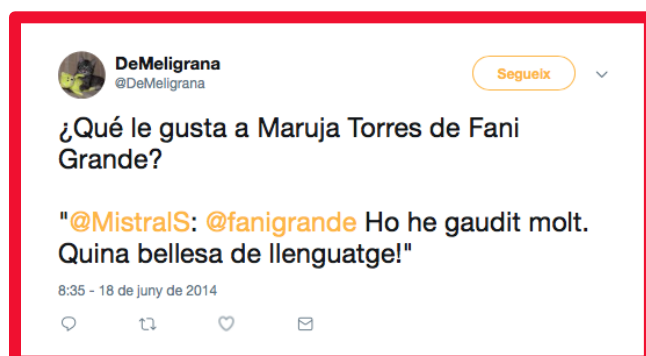 DeMeligrana
@DeMeligrana
Segueix
¿Qué le gusta a Maruja Torres de Fani
Grande?
"@MistralS: @fanigrande Ho he gaudit molt.
Quina bellesa de llenguatge!"
8:35 - 18 de juny de 2014